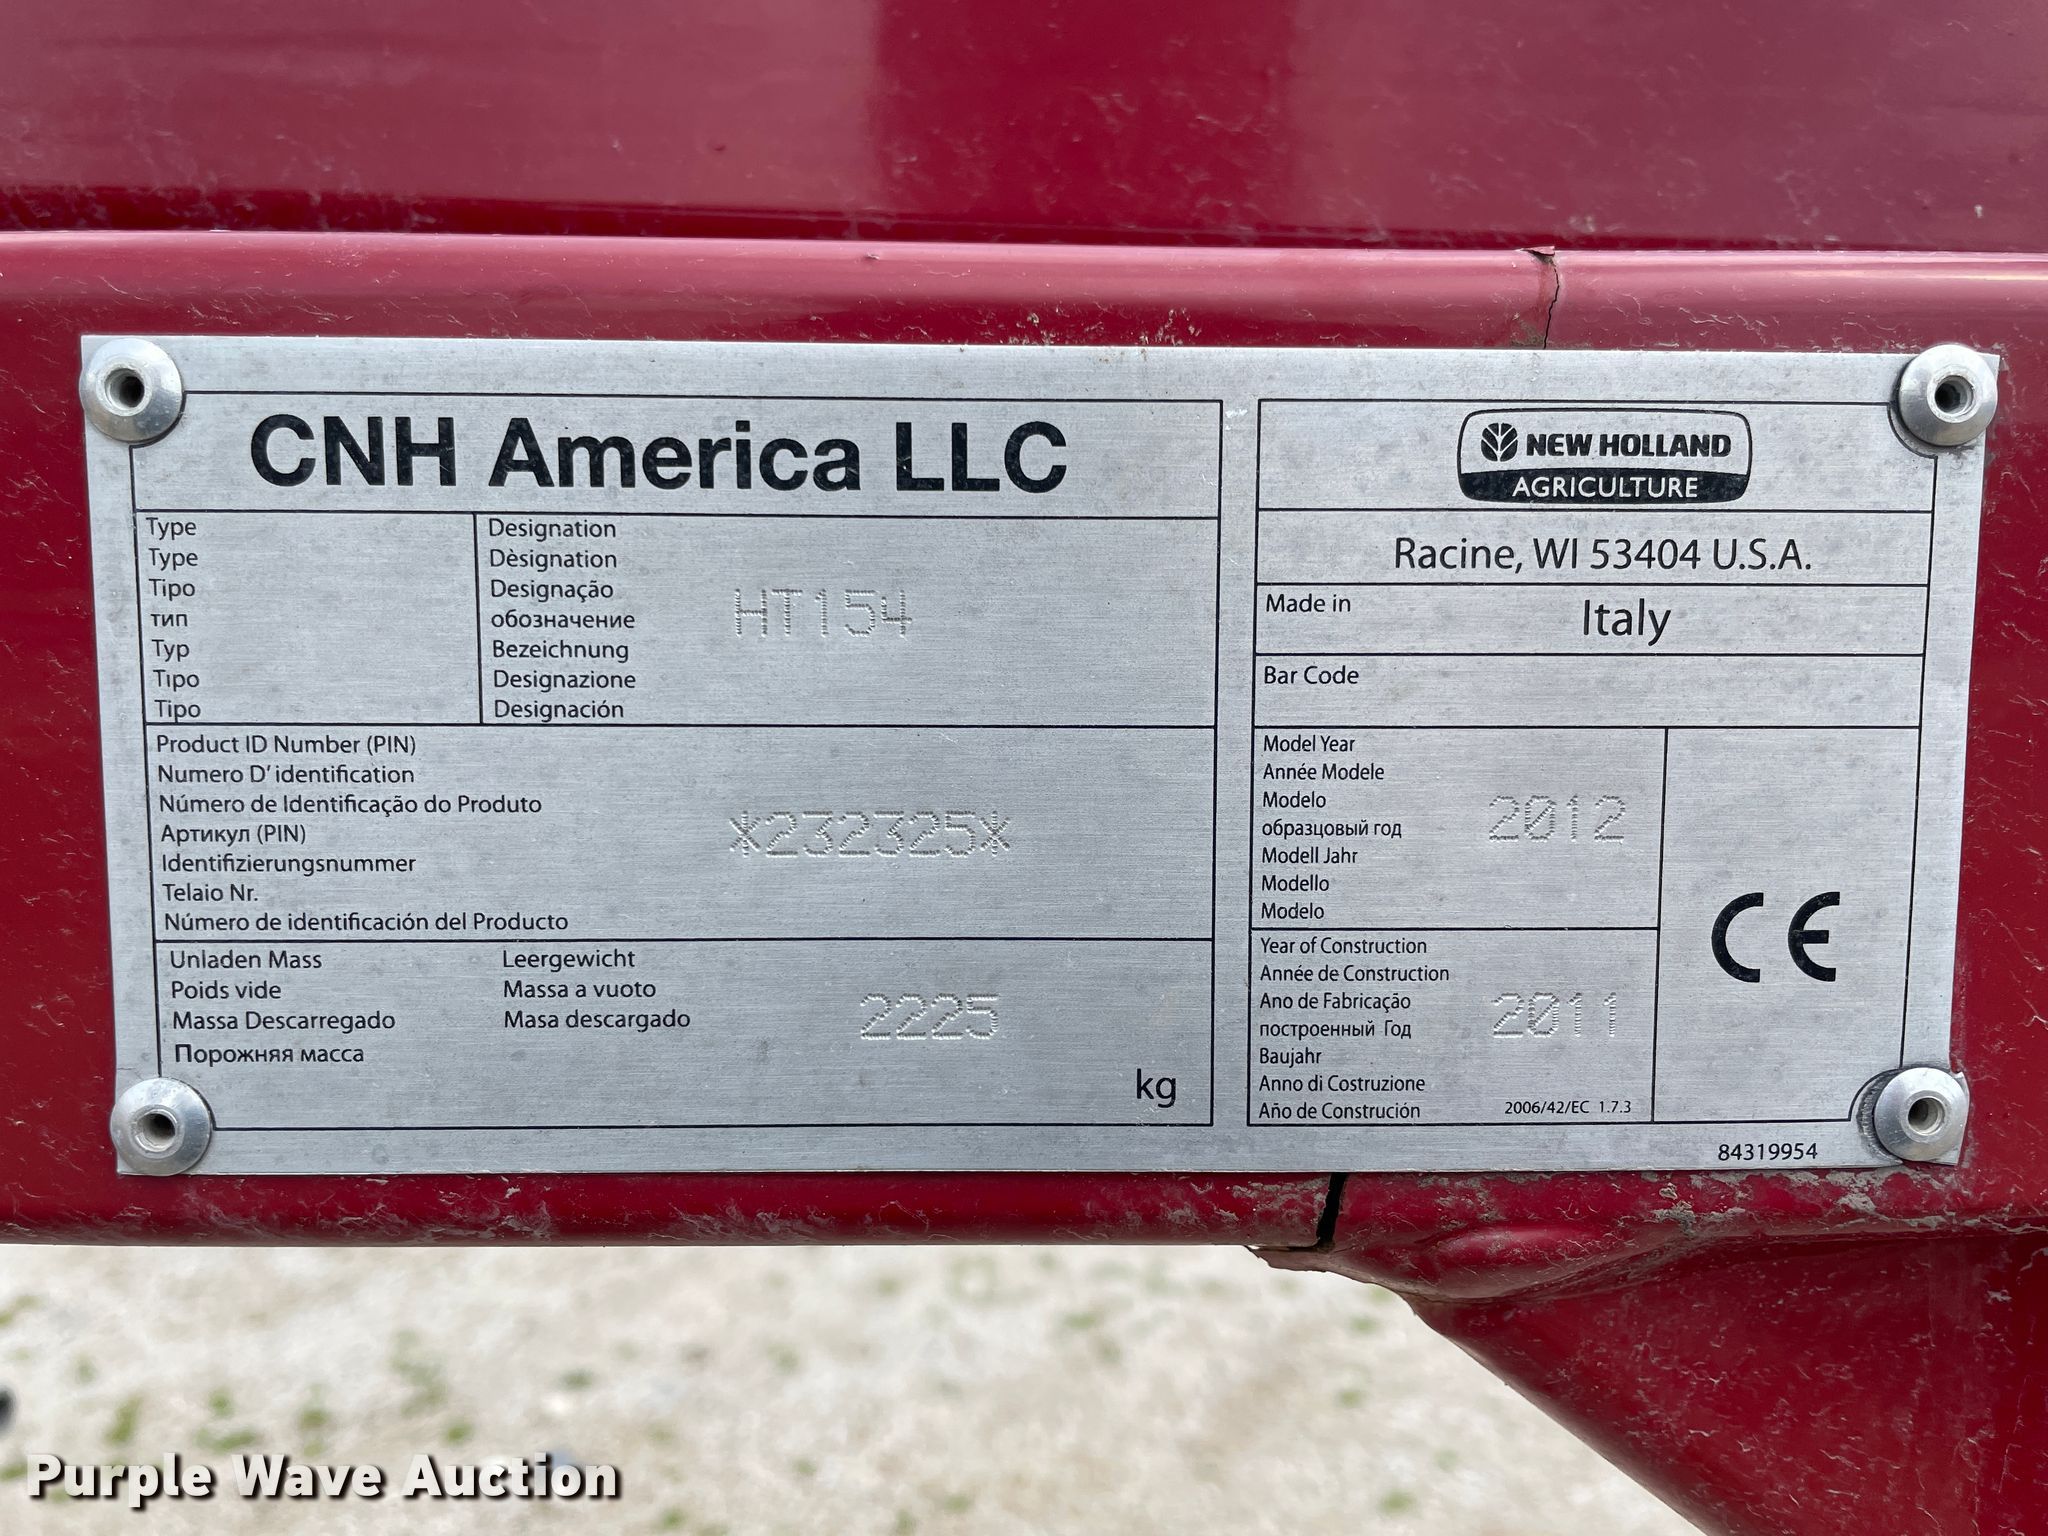 CNH America LLC
Type
Type
Tipo
тип
Typ
Tipo
Tipo
Designation
Dèsignation
Designação
обозначение
Bezeichnung
Designazione
Designación
HT154
Product ID Number (PIN)
Numero D' identification
Número de Identificação do Produto
Артикул (PIN)
Identifizierungsnummer
Telaio Nr.
Número de identificación del Producto
*232325*
Unladen Mass
Poids vide
Massa Descarregado
Порожняя масса
Leergewicht
Massa a vuoto
Masa descargado
2225
kg
NEW HOLLAND
AGRICULTURE
Racine, WI 53404 U.S.A.
Made in Italy
Bar Code
Model Year
Année Modele
Modelo
образцовый год
Modell Jahr
Modello
Modelo
2012
Year of Construction
Année de Construction
Ano de Fabricação
построенный Год
Baujahr
Anno di Costruzione
Año de Construción
2011
2006/42/EC 1.7.3
CE
84319954
Purple Wave Auction